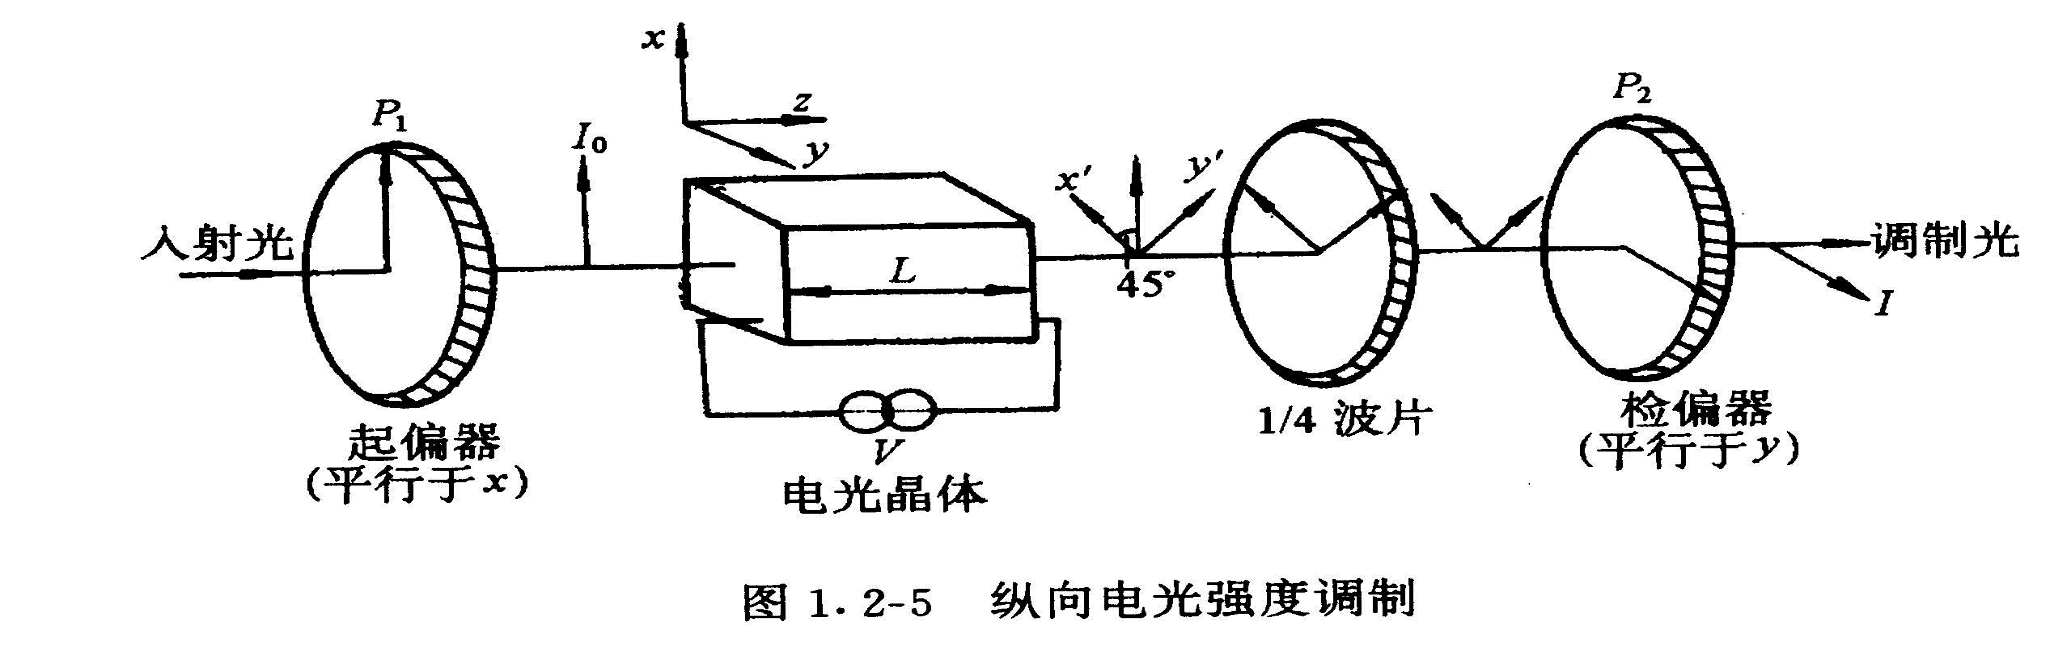 x
z
y
P₁
I₀
入射光
L
x′
y′
45°
P₂
调制光
I
V
起偏器
(平行于 x)
电光晶体
1/4 波片
检偏器
(平行于 y)
图 1.2-5 纵向电光强度调制